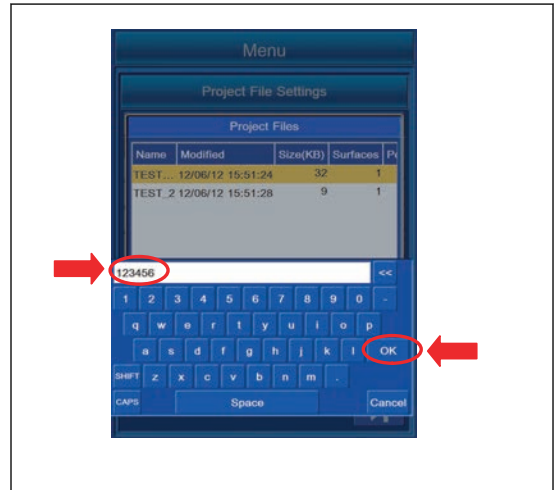 Menu
Project File Settings
Project Files
Name Modified Size(KB) Surfaces
TEST... 12/06/12 15:51:24 32 1
TEST_2 12/06/12 15:51:28 9 1
123456 <<
1 2 3 4 5 6 7 8 9 0 -
q w e r t y u i o p
a s d f g h j k l OK
SHIFT z x c v b n m .
CAPS Space Cancel